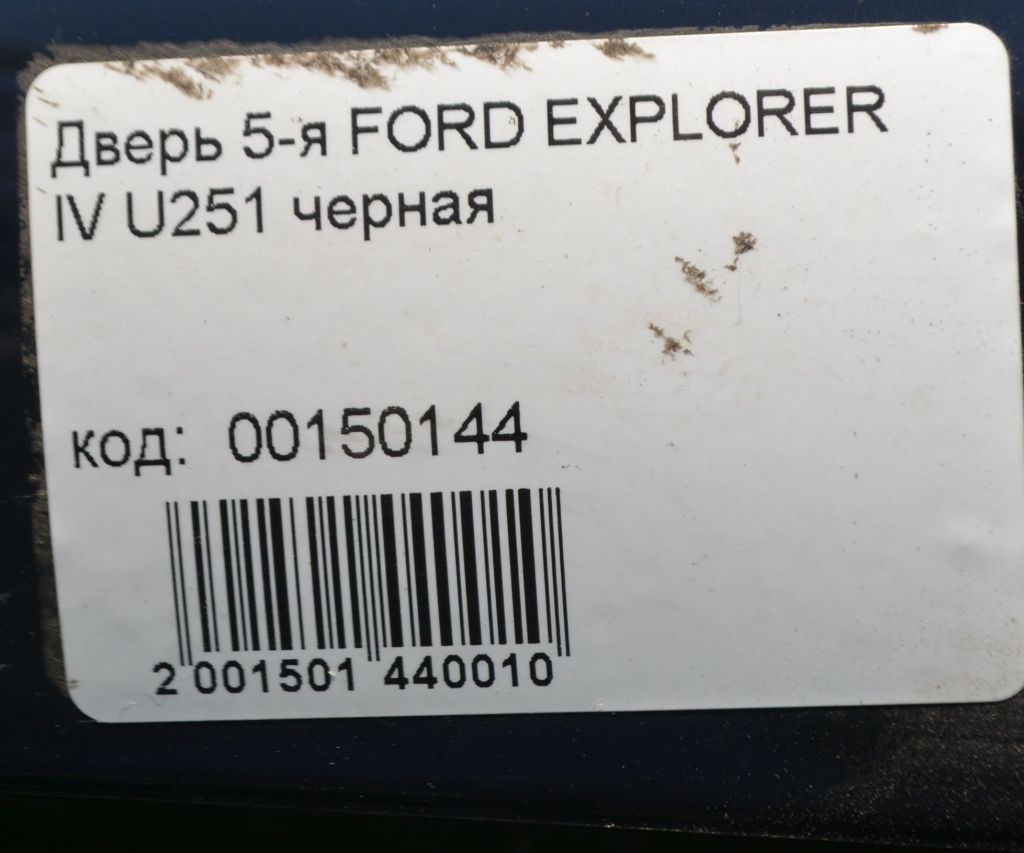 Дверь 5-я FORD EXPLORER
IV U251 черная
код: 00150144
2 001501 440010